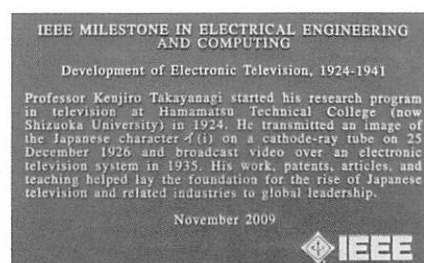 IEEE MILESTONE IN ELECTRICAL ENGINEERING
AND COMPUTING
Development of Electronic Television, 1924-1941
Professor Kenjiro Takayanagi started his research program
in television at Hamamatsu Technical College (now
Shizuoka University) in 1924. He transmitted an image of
the Japanese character イ(i) on a cathode-ray tube on 25
December 1926 and broadcast video over an electronic
television system in 1935. His work, patents, articles, and
teaching helped lay the foundation for the rise of Japanese
television and related industries to global leadership.
November 2009
IEEE